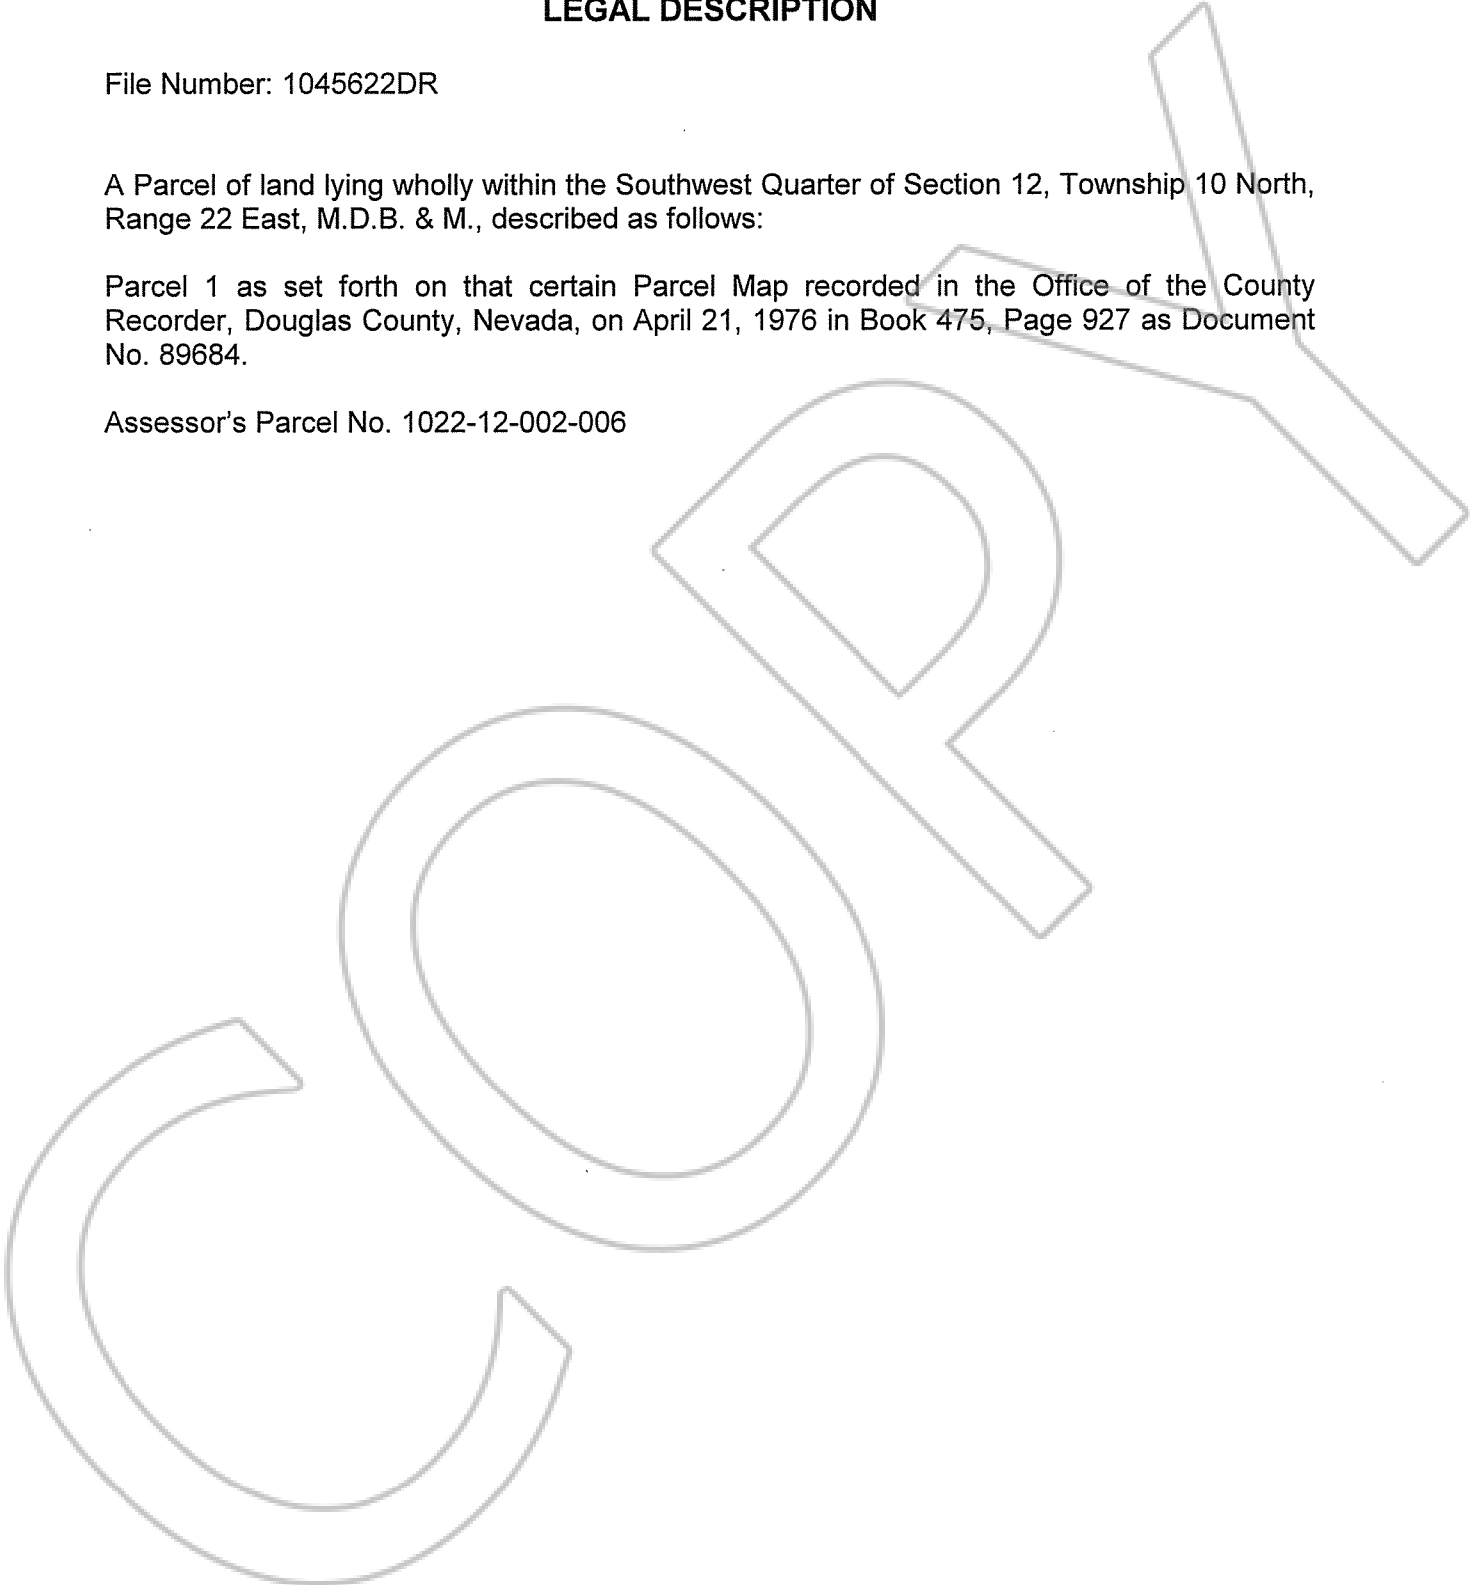 LEGAL DESCRIPTION
File Number: 1045622DR
A Parcel of land lying wholly within the Southwest Quarter of Section 12, Township 10 North,
Range 22 East, M.D.B. & M., described as follows:
Parcel 1 as set forth on that certain Parcel Map recorded in the Office of the County
Recorder, Douglas County, Nevada, on April 21, 1976 in Book 475, Page 927 as Document
No. 89684.
Assessor's Parcel No. 1022-12-002-006
COPY